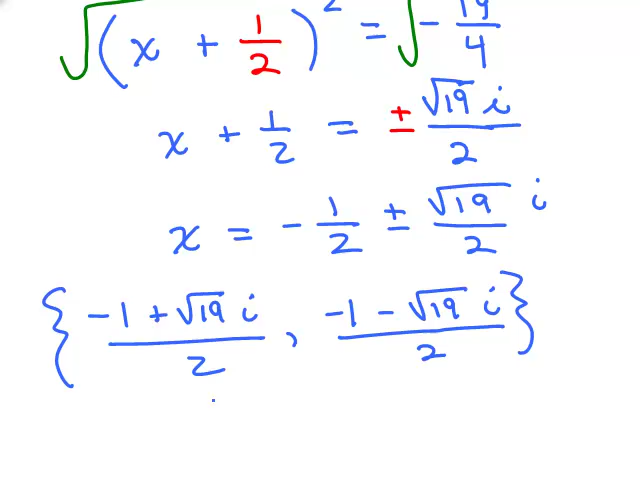 √(x + 1/2)² = √- 19/4
x + 1/2 = ± √19 i/2
x = - 1/2 ± √19/2 i
{ -1 + √19 i/2 , -1 - √19 i/2 }